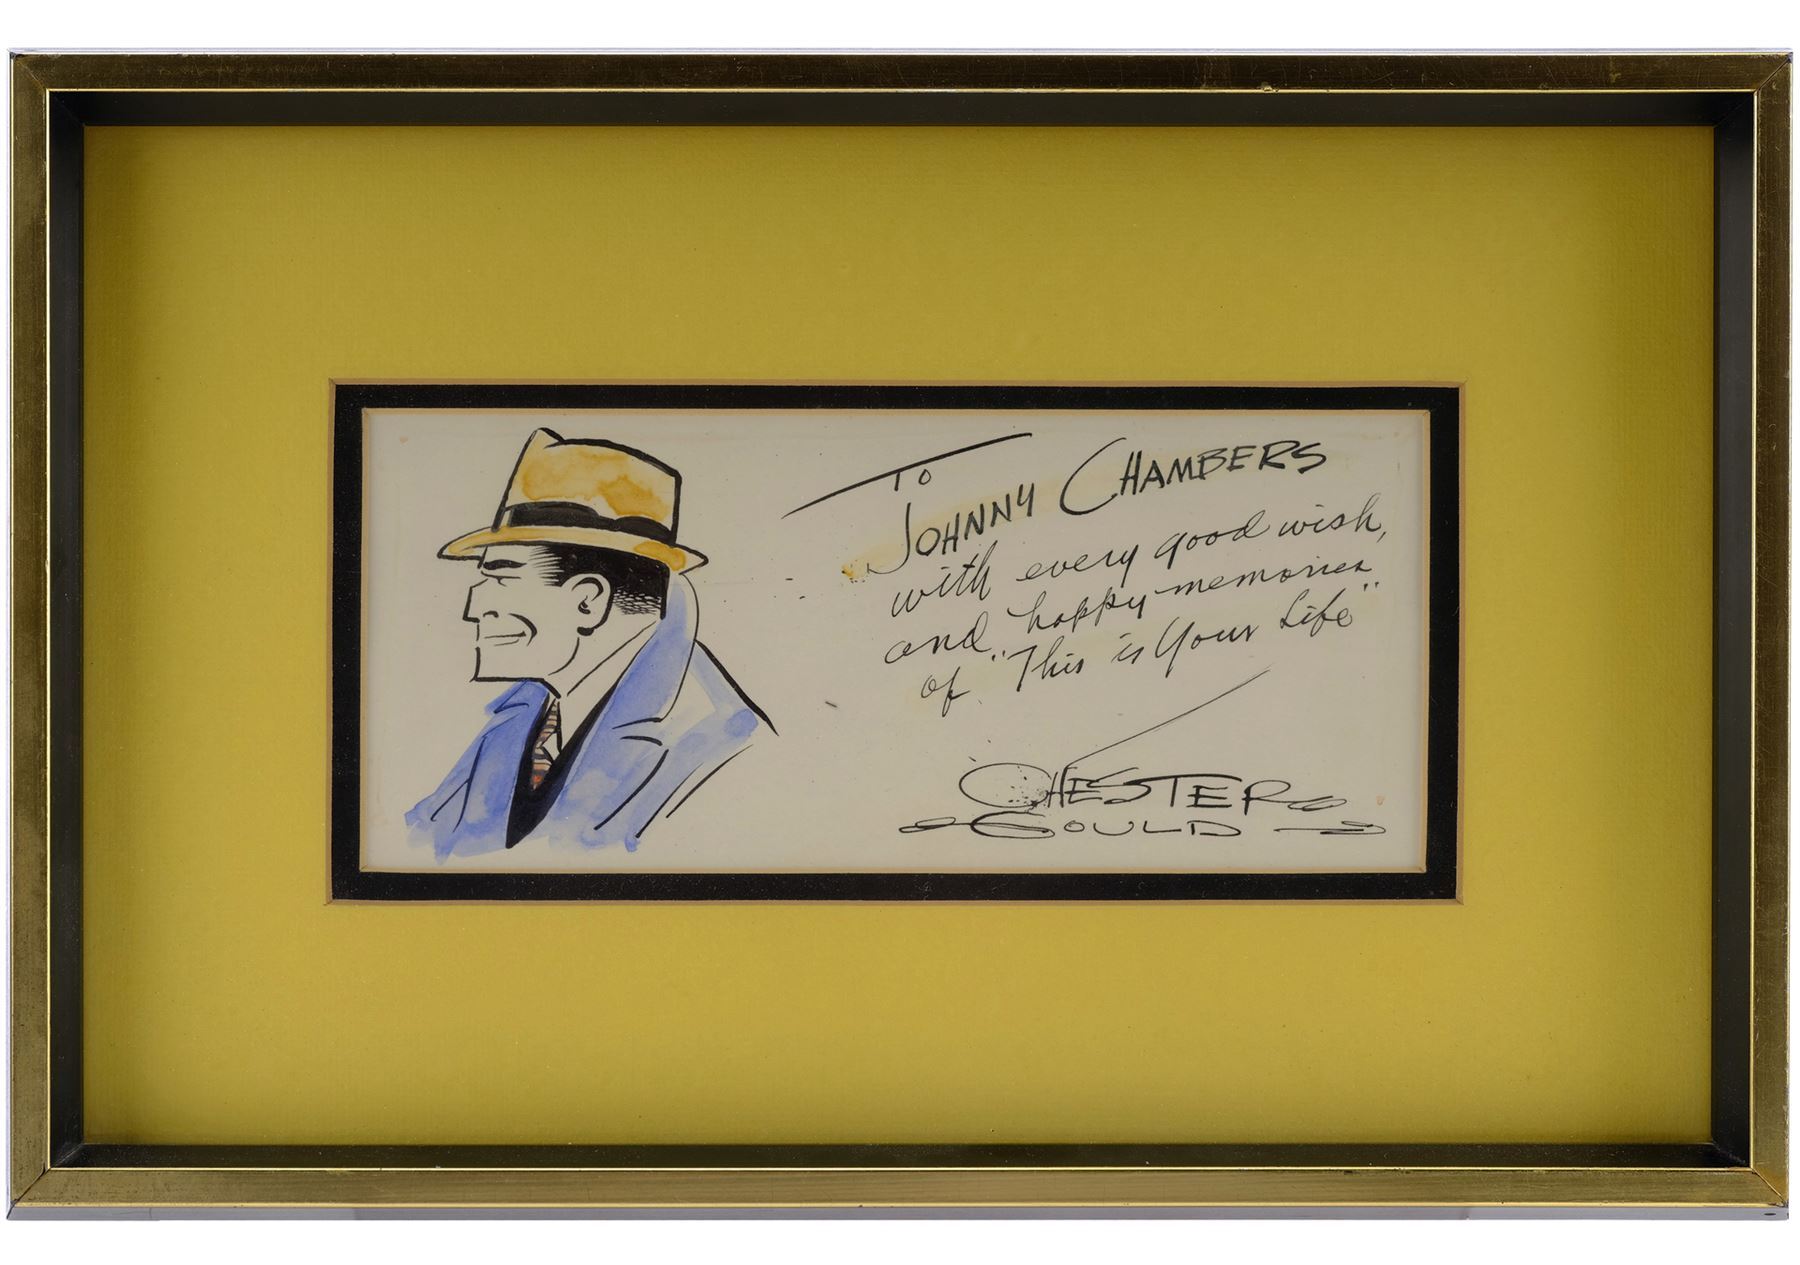 TO
JOHNNY CHAMBERS
with every good wish,
and happy memories
of "This is Your Life"
CHESTER
GOULD